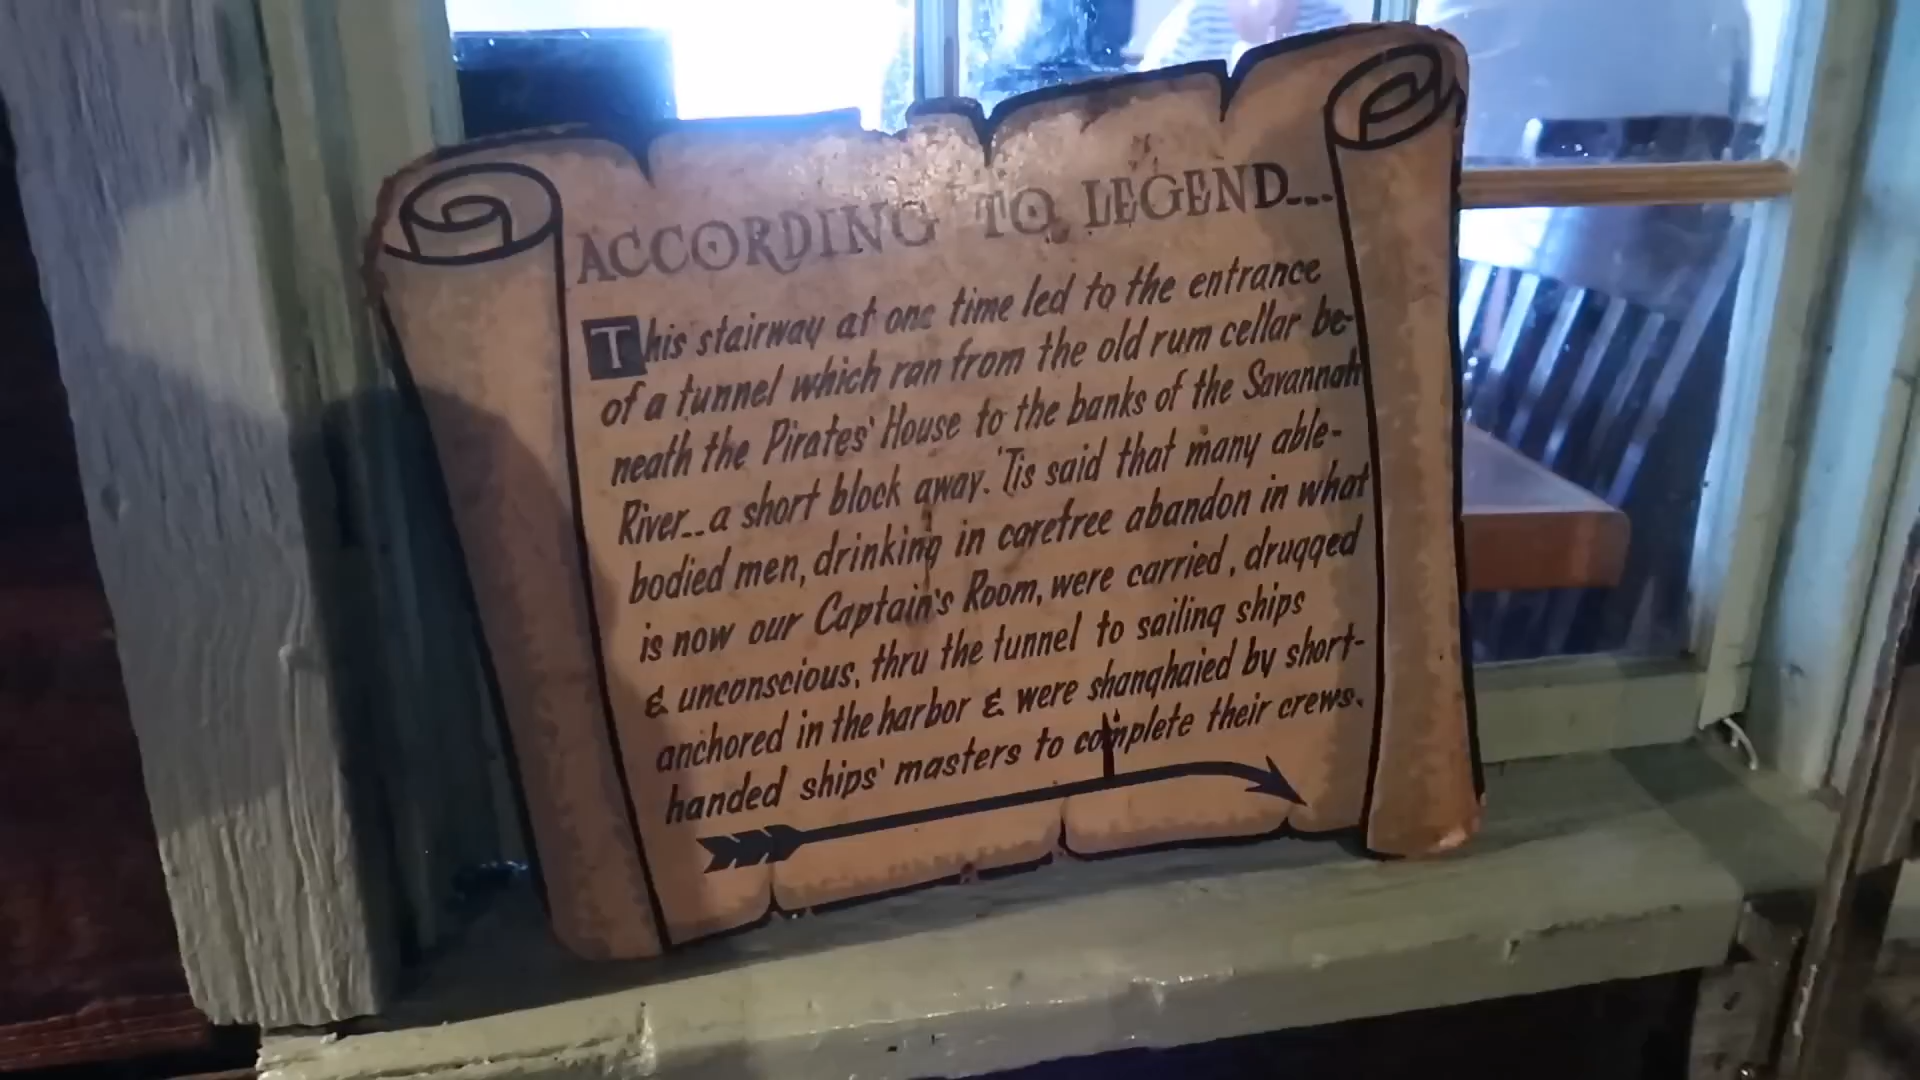 ACCORDING TO LEGEND...
This stairway at one time led to the entrance
of a tunnel which ran from the old rum cellar be-
neath the Pirates' House to the banks of the Savannah
River... a short block away. 'Tis said that many able-
bodied men, drinking in carefree abandon in what
is now our Captain's Room, were carried, drugged
& unconscious, thru the tunnel to sailing ships
anchored in the harbor & were shanghaied by short-
handed ships' masters to complete their crews.